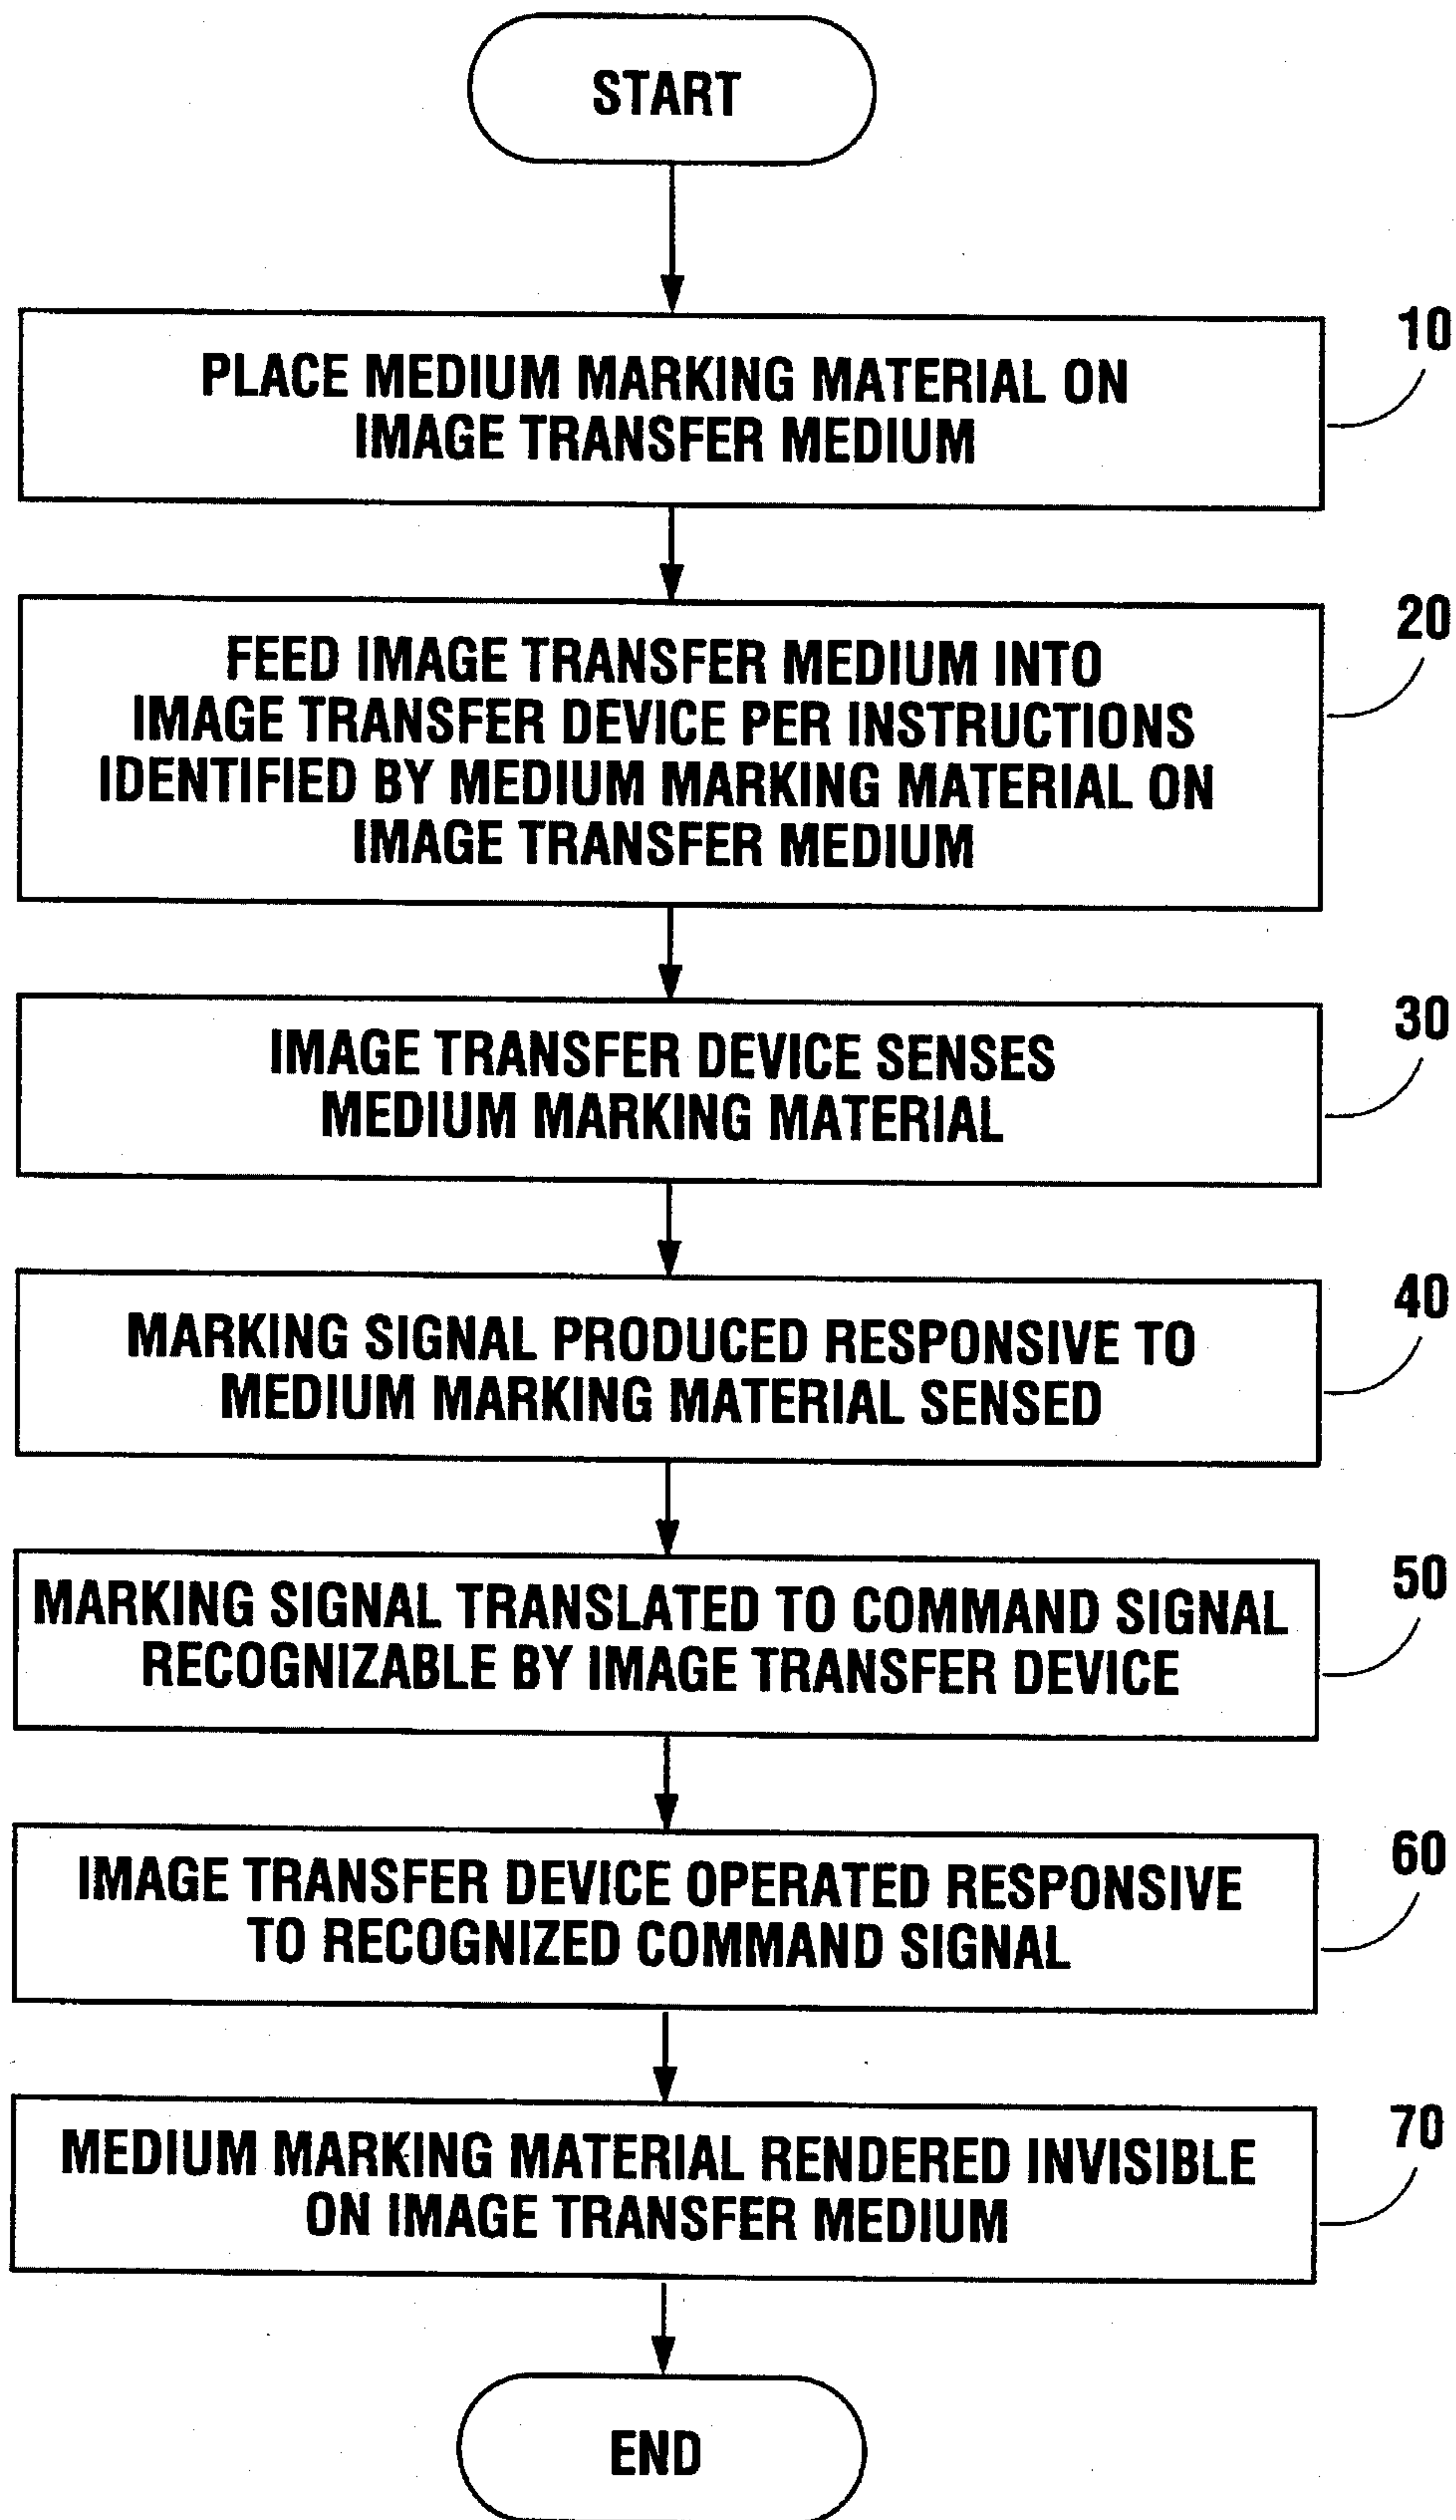 START
10
PLACE MEDIUM MARKING MATERIAL ON
IMAGE TRANSFER MEDIUM
20
FEED IMAGE TRANSFER MEDIUM INTO
IMAGE TRANSFER DEVICE PER INSTRUCTIONS
IDENTIFIED BY MEDIUM MARKING MATERIAL ON
IMAGE TRANSFER MEDIUM
30
IMAGE TRANSFER DEVICE SENSES
MEDIUM MARKING MATERIAL
40
MARKING SIGNAL PRODUCED RESPONSIVE TO
MEDIUM MARKING MATERIAL SENSED
50
MARKING SIGNAL TRANSLATED TO COMMAND SIGNAL
RECOGNIZABLE BY IMAGE TRANSFER DEVICE
60
IMAGE TRANSFER DEVICE OPERATED RESPONSIVE
TO RECOGNIZED COMMAND SIGNAL
70
MEDIUM MARKING MATERIAL RENDERED INVISIBLE
ON IMAGE TRANSFER MEDIUM
END